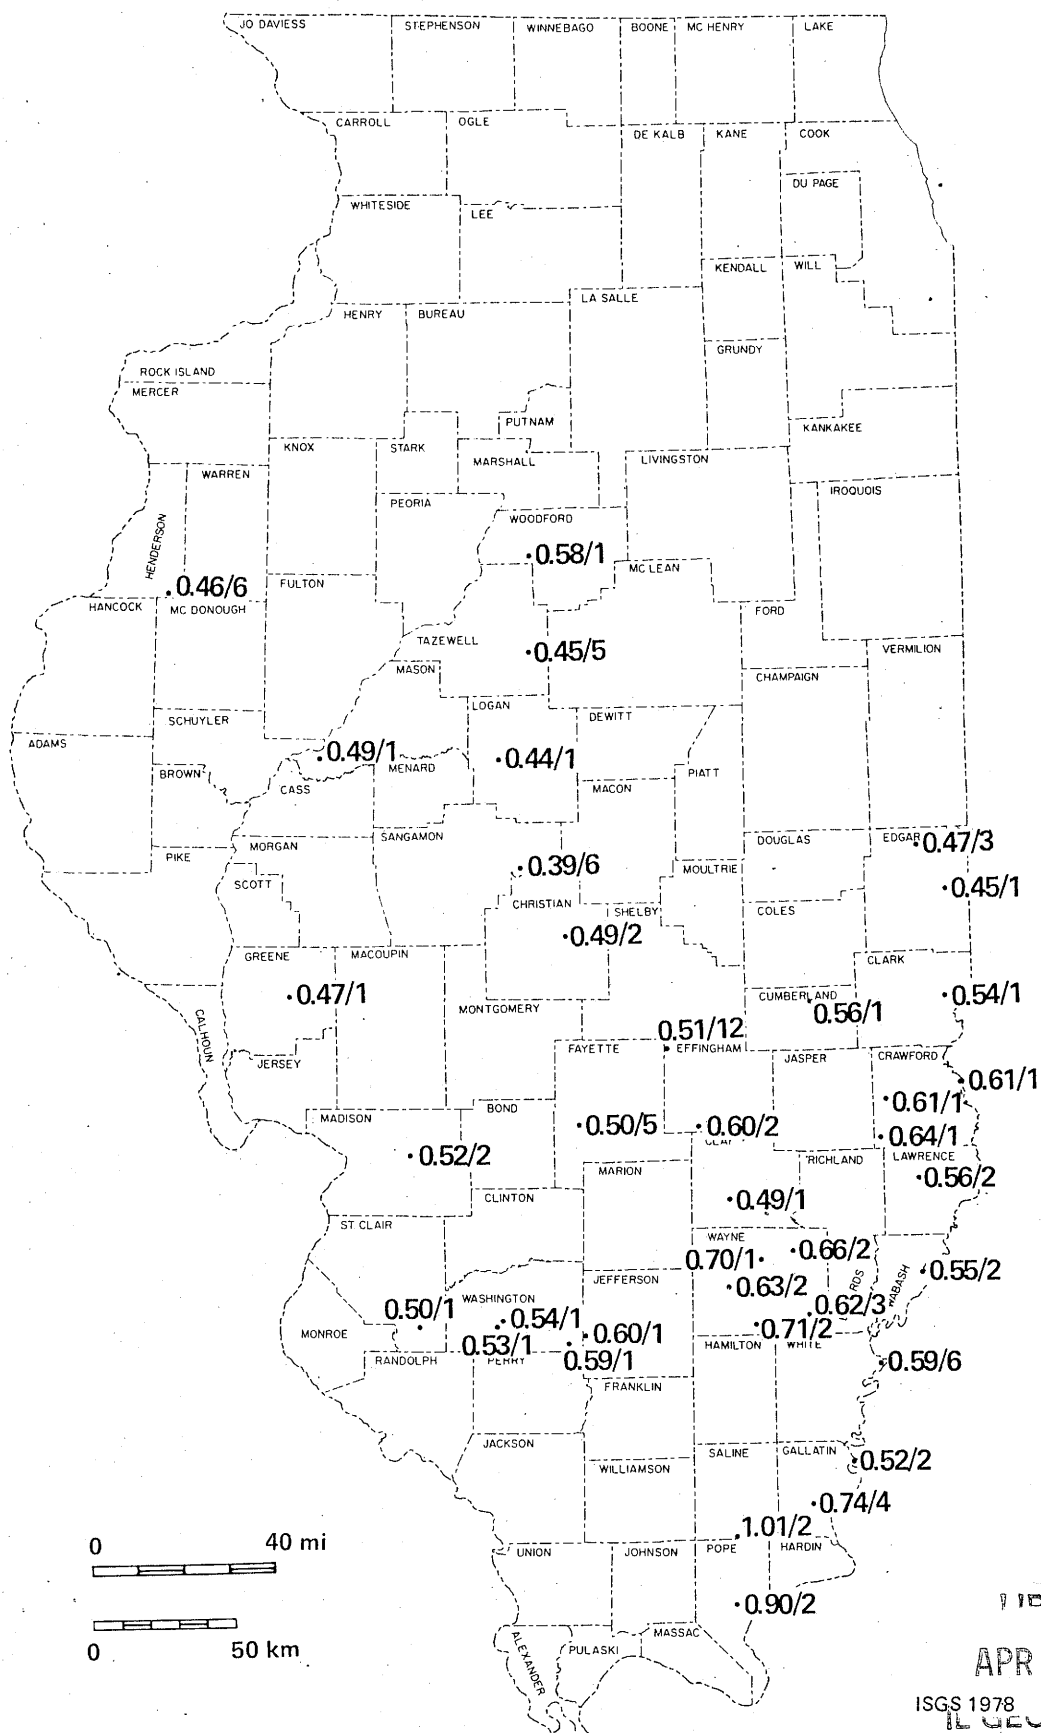 JO DAVIESS STEPHENSON WINNEBAGO BOONE MC HENRY LAKE
CARROLL OGLE DE KALB KANE COOK
DU PAGE
WHITESIDE LEE
KENDALL WILL
LA SALLE
HENRY BUREAU
GRUNDY
ROCK ISLAND
MERCER
PUTNAM
KANKAKEE
KNOX STARK
MARSHALL LIVINGSTON
WARREN
IROQUOIS
PEORIA
WOODFORD
HENDERSON
0.58/1
MC LEAN
0.46/6
FULTON
HANCOCK MC DONOUGH
FORD
TAZEWELL
0.45/5
VERMILION
MASON
CHAMPAIGN
LOGAN
DEWITT
SCHUYLER
ADAMS
0.49/1
0.44/1
BROWN
MENARD
PIATT
CASS
MACON
SANGAMON
DOUGLAS
EDGAR
0.47/3
MORGAN
PIKE
0.39/6
MOULTRIE
SCOTT
0.45/1
CHRISTIAN
SHELBY
COLES
0.49/2
GREENE
MACOUPIN
CLARK
0.47/1
CUMBERLAND
0.54/1
MONTGOMERY
0.56/1
CALHOUN
0.51/12
FAYETTE
EFFINGHAM
JASPER
CRAWFORD
JERSEY
0.61/1
0.61/1
BOND
MADISON
0.50/5
0.60/2
0.64/1
0.52/2
RICHLAND
LAWRENCE
MARION
0.56/2
CLINTON
0.49/1
ST CLAIR
WAYNE
0.70/1
0.66/2
0.55/2
JEFFERSON
0.63/2
WABASH
WASHINGTON
0.50/1
0.54/1
0.62/3
MONROE
0.60/1
0.71/2
0.53/1
HAMILTON
WHITE
RANDOLPH
PERRY
0.59/1
0.59/6
FRANKLIN
JACKSON
SALINE
GALLATIN
WILLIAMSON
0.52/2
0.74/4
1.01/2
0 40 mi
UNION
JOHNSON
POPE
HARDIN
0.90/2
0 50 km
MASSAC
ALEXANDER
PULASKI
APR
ISGS 1978